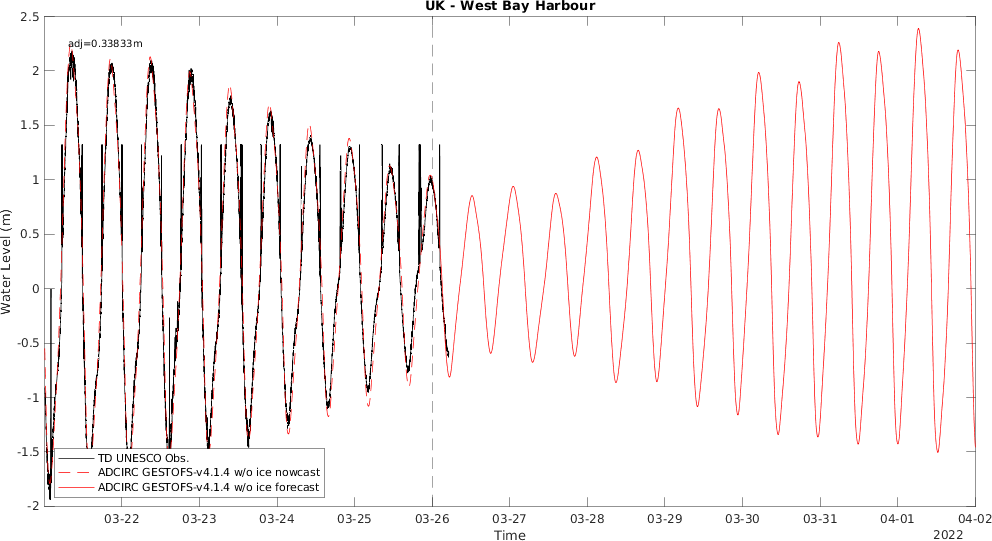 UK - West Bay Harbour
adj=0.33833m
2.5
2
1.5
1
0.5
0
-0.5
-1
-1.5
-2
Water Level (m)
TD UNESCO Obs.
ADCIRC GESTOFS-v4.1.4 w/o ice nowcast
ADCIRC GESTOFS-v4.1.4 w/o ice forecast
03-22 03-23 03-24 03-25 03-26 03-27 03-28 03-29 03-30 03-31 04-01 04-02
Time
2022